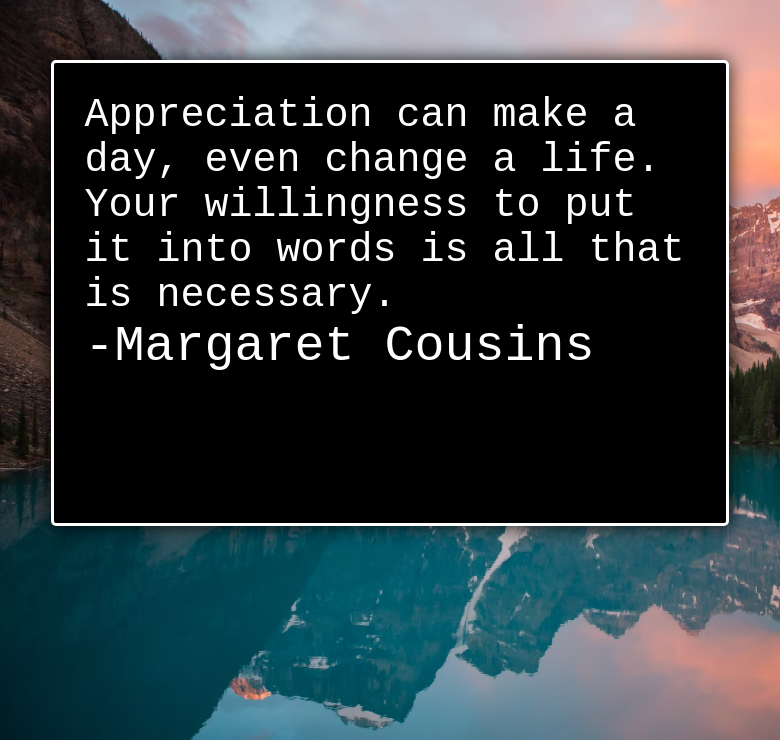 Appreciation can make a
day, even change a life.
Your willingness to put
it into words is all that
is necessary.
-Margaret Cousins